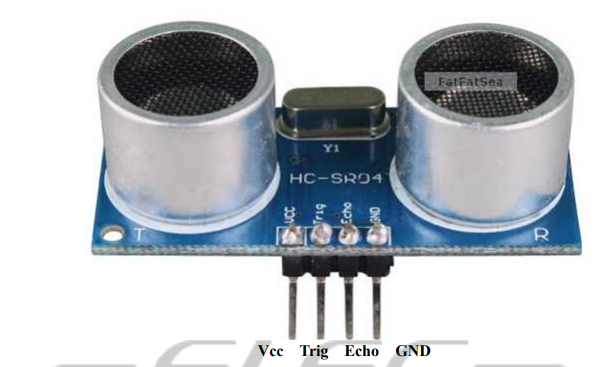 FatFatSea
Y1
HC-SR04
VCC Trig Echo GND
T R
Vcc Trig Echo GND